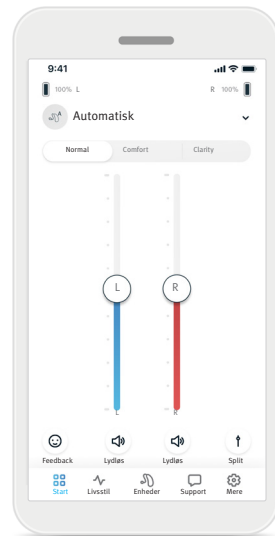 9:41
100% L R 100%
A
Automatisk
Normal Comfort Clarity
L R
L R
Feedback Lydløs Lydløs Split
Start Livsstil Enheder Support Mere